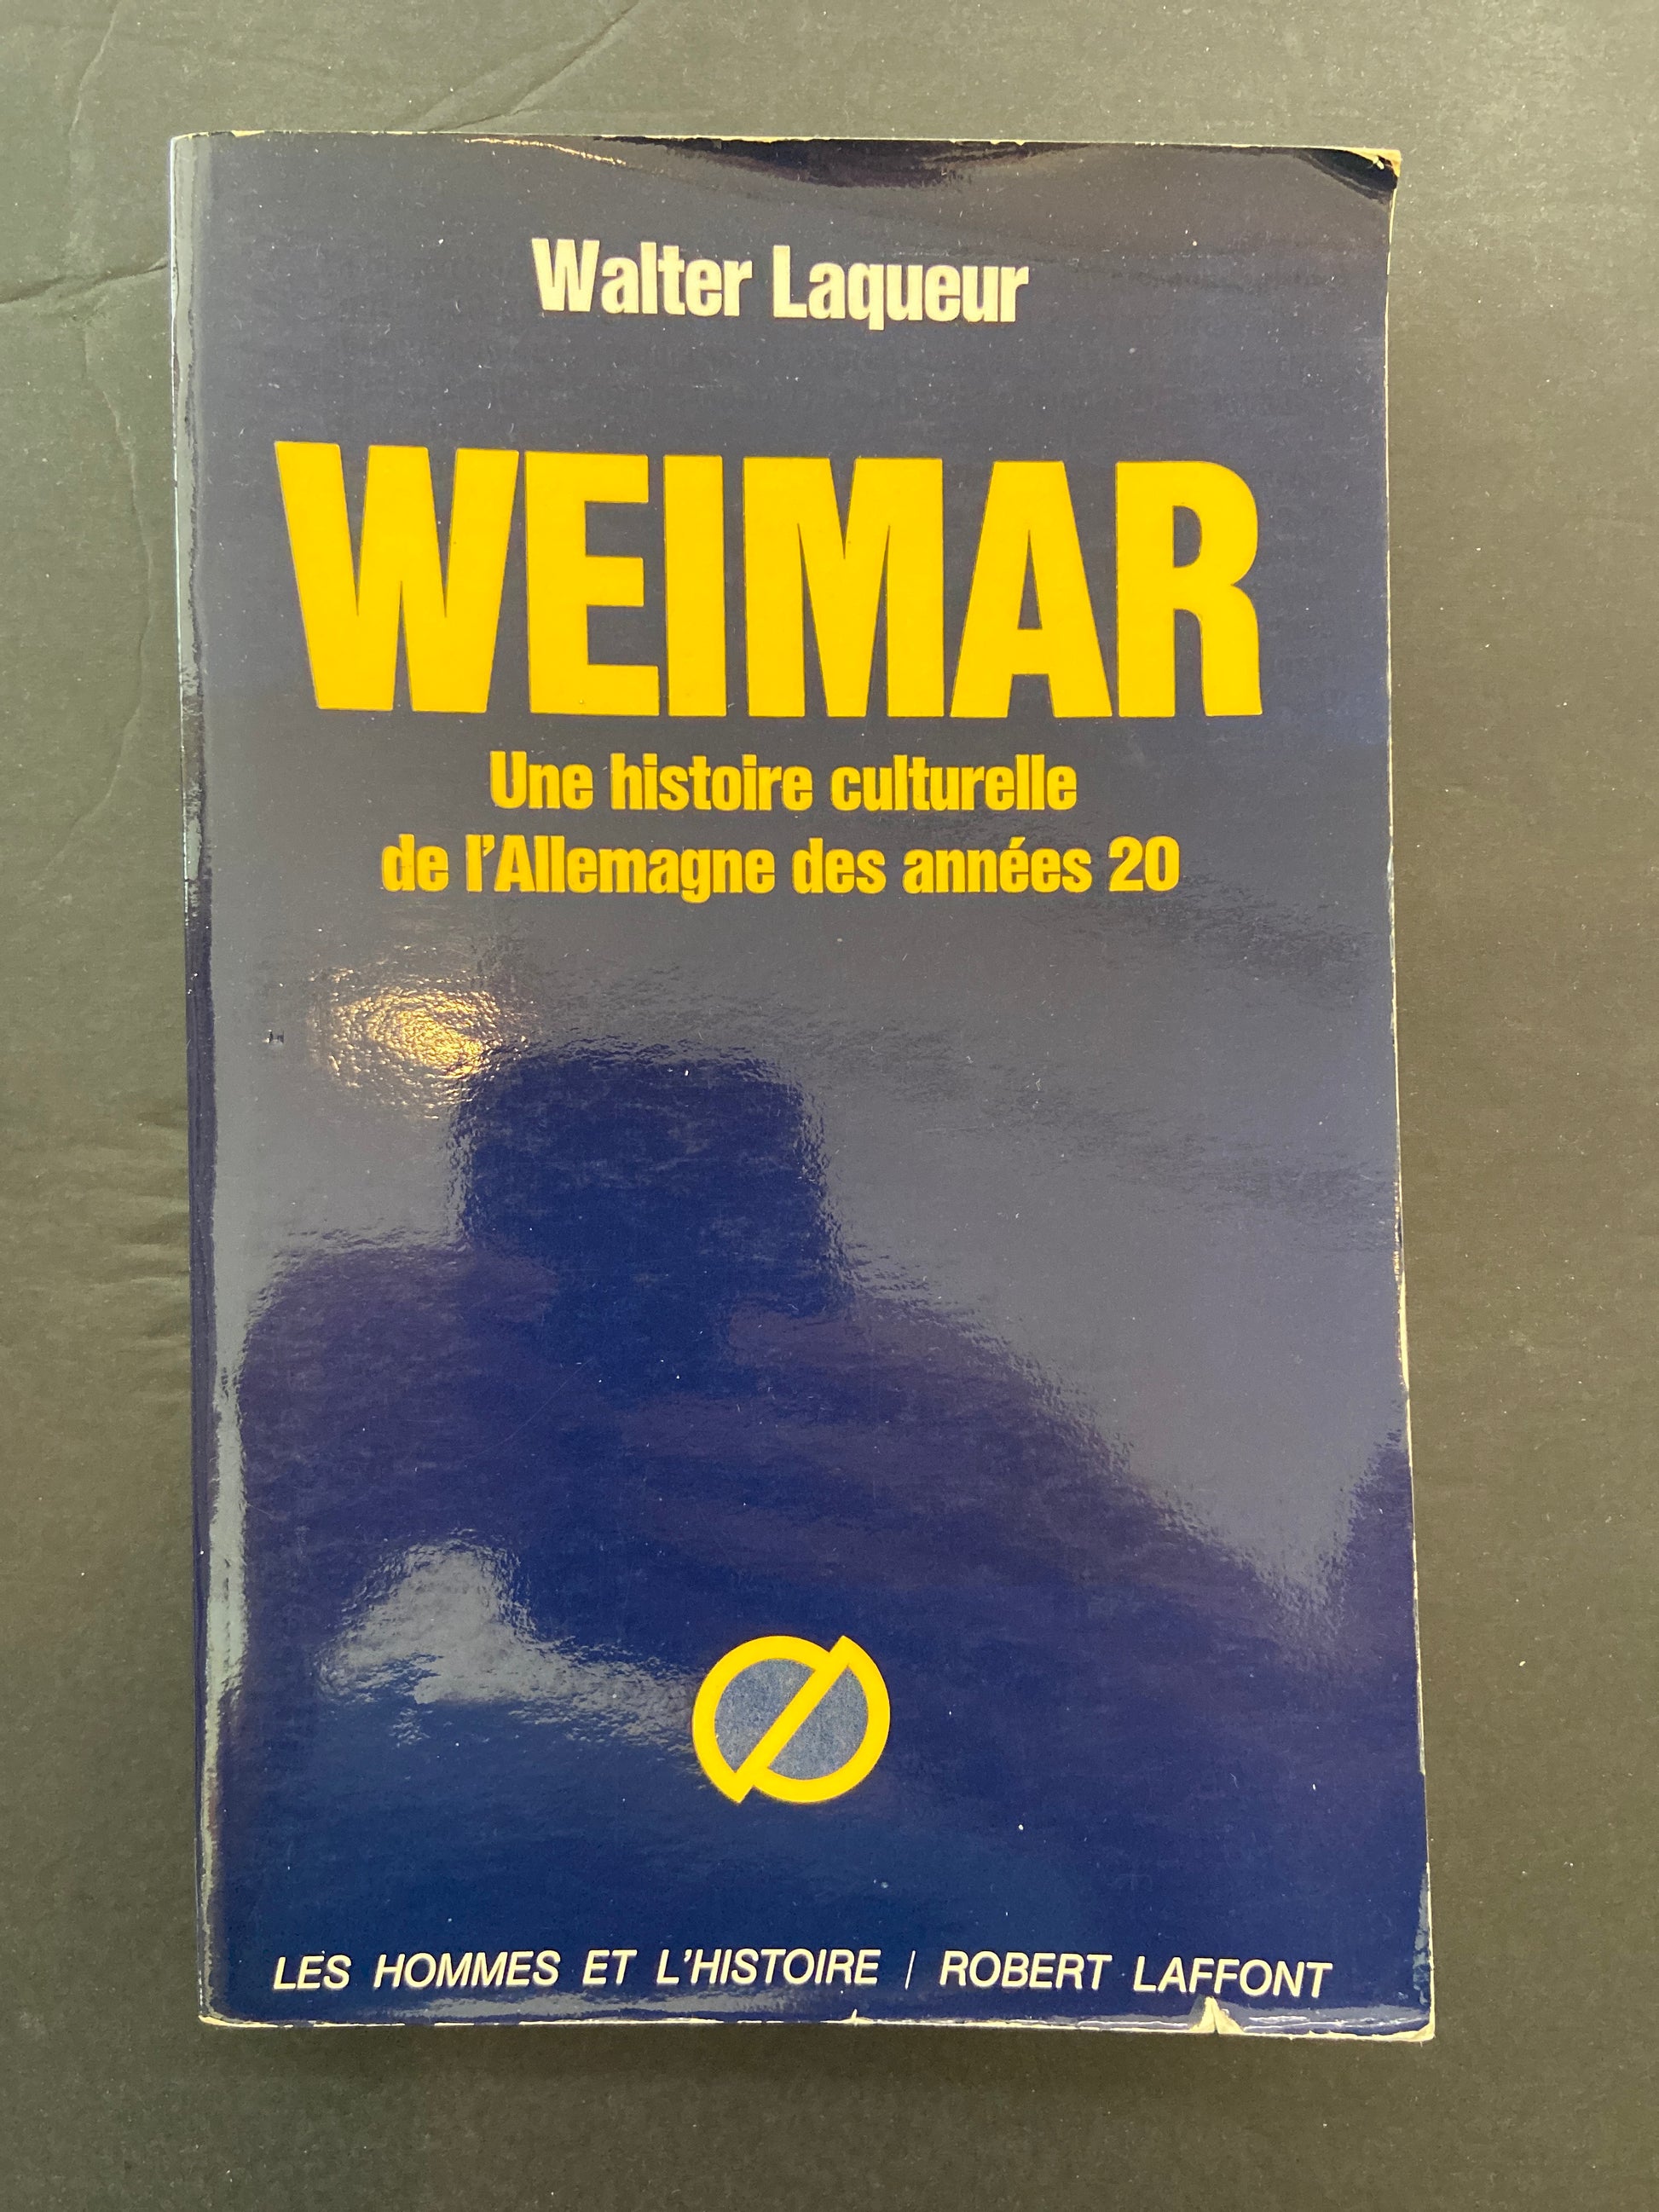 Walter Laqueur
WEIMAR
Une histoire culturelle
de l'Allemagne des années 20
LES HOMMES ET L'HISTOIRE / ROBERT LAFFONT